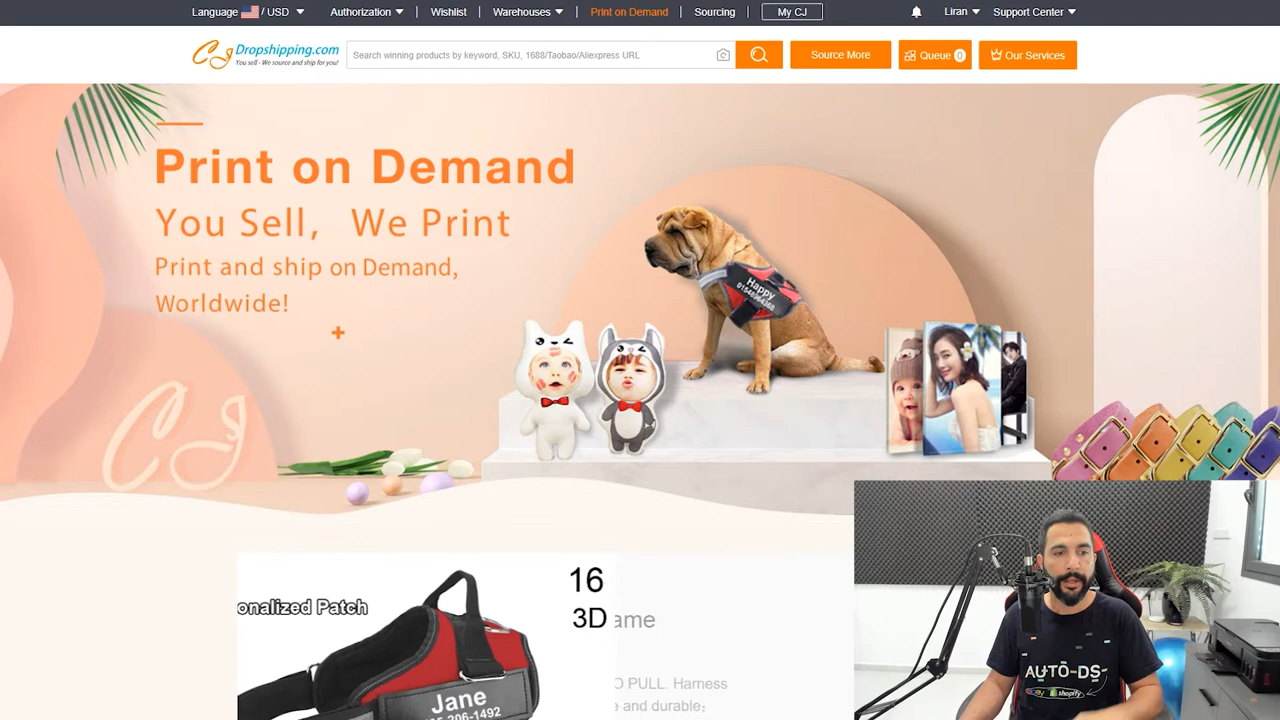 Language / USD Authorization Wishlist Warehouses Print on Demand Sourcing My CJ Liran Support Center
CJ Dropshipping.com
You sell - We source and ship for you!
Search winning products by keyword, SKU, 1688/Taobao/Aliexpress URL
Source More
Queue 0
Our Services
Print on Demand
You Sell, We Print
Print and ship on Demand,
Worldwide!
Happy
CJ
onalized Patch
16
3D ame
O PULL. Harness
e and durable;
Jane
206-1492
AUTO-DS
ebay shopify